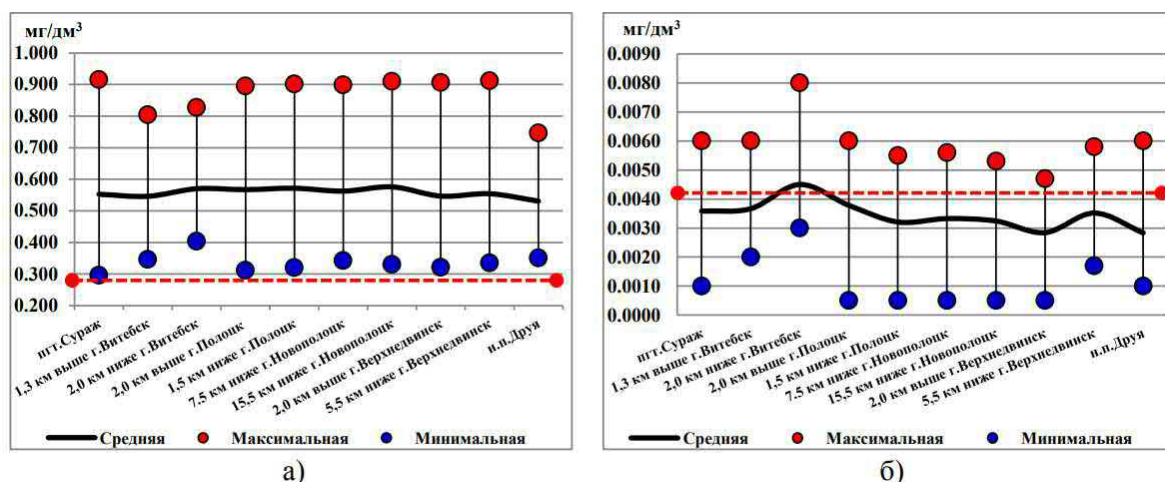 мг/дм³
1.000
0.900
0.800
0.700
0.600
0.500
0.400
0.300
0.200
пгт.Сураж
1,3 км выше г.Витебск
2,0 км ниже г.Витебск
2,0 км выше г.Полоцк
1,5 км ниже г.Полоцк
7.5 км ниже г.Новополоцк
15,5 км ниже г.Новополоцк
2,0 км выше г.Верхнедвинск
5,5 км ниже г.Верхнедвинск
н.п.Друя
Средняя Максимальная Минимальная
а)
мг/дм³
0.0090
0.0080
0.0070
0.0060
0.0050
0.0040
0.0030
0.0020
0.0010
0.0000
пгт.Сураж
1,3 км выше г.Витебск
2,0 км ниже г.Витебск
2,0 км выше г.Полоцк
1,5 км ниже г.Полоцк
7.5 км ниже г.Новополоцк
15,5 км ниже г.Новополоцк
2,0 км выше г.Верхнедвинск
5,5 км ниже г.Верхнедвинск
н.п.Друя
Средняя Максимальная Минимальная
б)